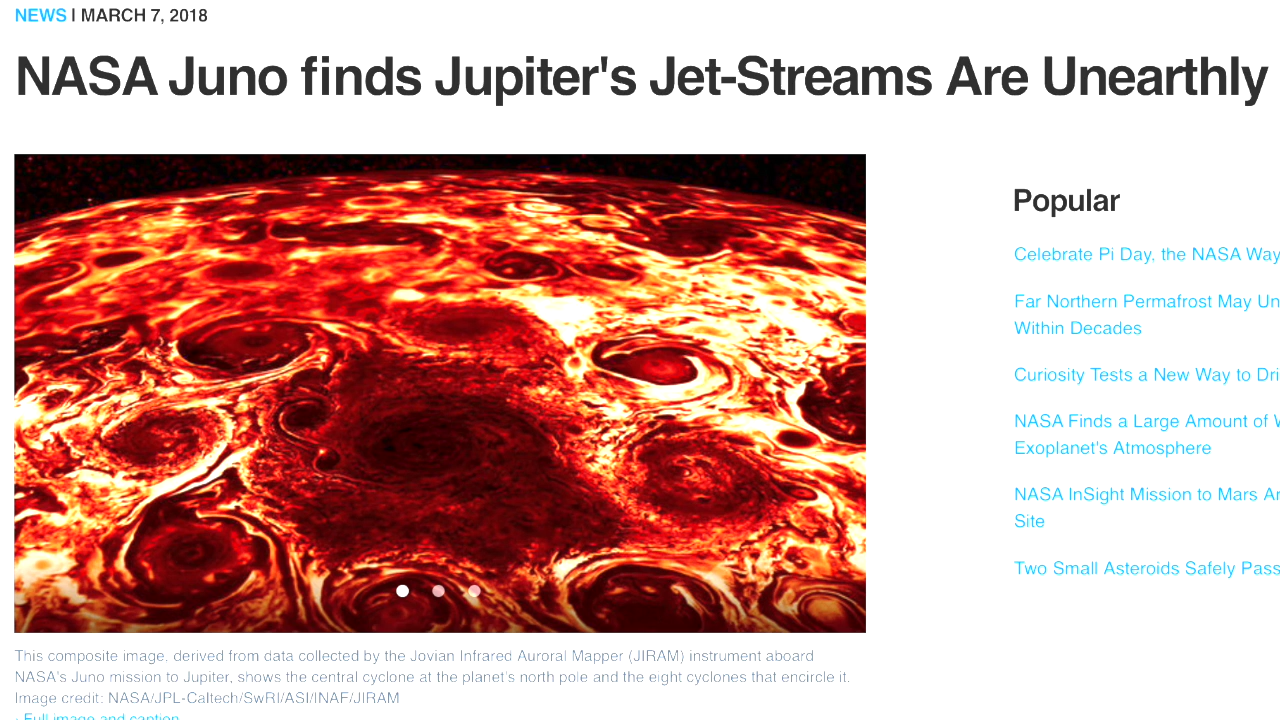 NEWS | MARCH 7, 2018
NASA Juno finds Jupiter's Jet-Streams Are Unearthly
Popular
Celebrate Pi Day, the NASA Way
Far Northern Permafrost May
Within Decades
Curiosity Tests a New Way to
NASA Finds a Large Amount of
Exoplanet's Atmosphere
NASA InSight Mission to Mars
Site
Two Small Asteroids Safely Pass
This composite image, derived from data collected by the Jovian Infrared Auroral Mapper (JIRAM) instrument aboard
NASA's Juno mission to Jupiter, shows the central cyclone at the planet's north pole and the eight cyclones that encircle it.
Image credit: NASA/JPL-Caltech/SwRI/ASI/INAF/JIRAM
› Full image and caption